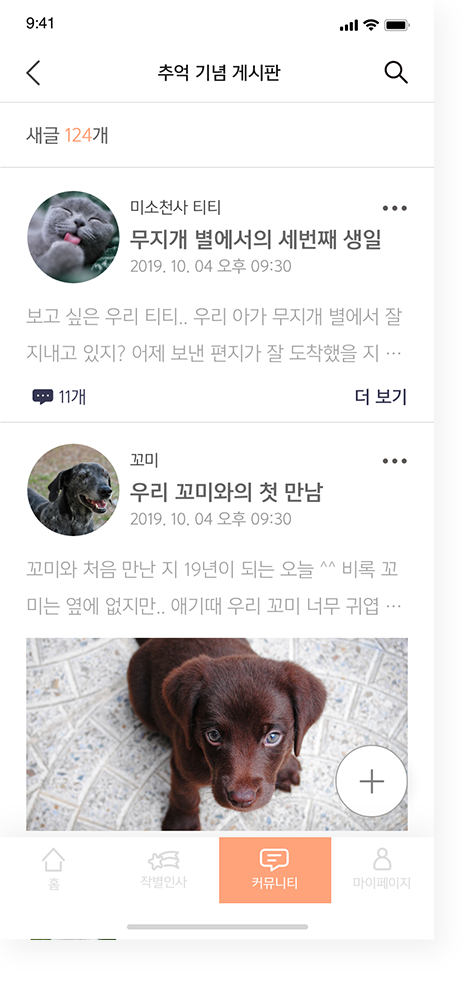 9:41
추억 기념 게시판
새글 124개
미소천사 티티
무지개 별에서의 세번째 생일
2019. 10. 04 오후 09:30
보고 싶은 우리 티티.. 우리 아가 무지개 별에서 잘
지내고 있지? 어제 보낸 편지가 잘 도착했을 지 ...
11개
더 보기
꼬미
우리 꼬미와의 첫 만남
2019. 10. 04 오후 09:30
꼬미와 처음 만난 지 19년이 되는 오늘 ^^ 비록 꼬
미는 옆에 없지만.. 애기때 우리 꼬미 너무 귀엽 ...
홈
작별인사
커뮤니티
마이페이지